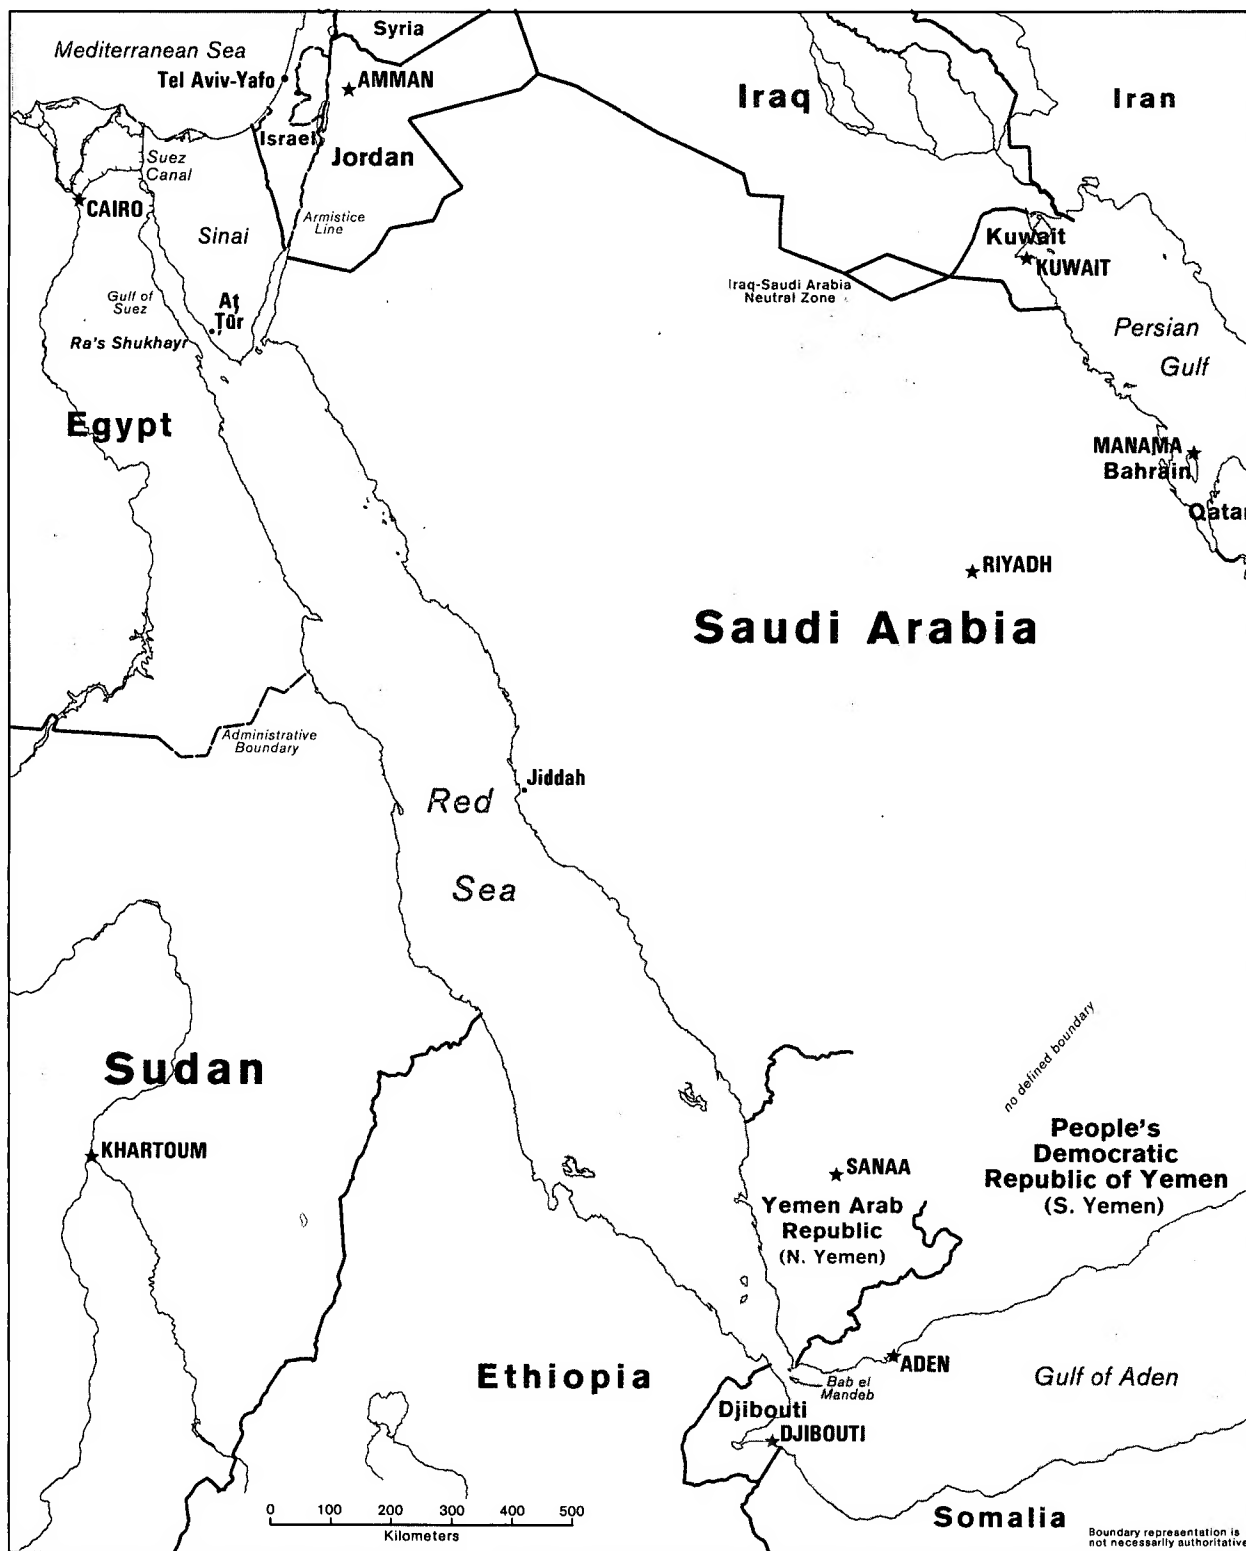 Syria
Mediterranean Sea
Tel Aviv-Yafo
AMMAN
Iraq
Iran
Israel
Jordan
Suez
Canal
CAIRO
Armistice
Line
Sinai
Kuwait
KUWAIT
Iraq-Saudi Arabia
Neutral Zone
Gulf of
Suez
Aţ
Ţūr
Ra's Shukhayr
Persian
Gulf
Egypt
MANAMA
Bahrain
Qatar
RIYADH
Saudi Arabia
Administrative
Boundary
Jiddah
Red
Sea
no defined boundary
Sudan
KHARTOUM
People's
Democratic
Republic of Yemen
(S. Yemen)
SANAA
Yemen Arab
Republic
(N. Yemen)
Ethiopia
ADEN
Bab el
Mandeb
Gulf of Aden
Djibouti
DJIBOUTI
0 100 200 300 400 500
Kilometers
Somalia
Boundary representation is
not necessarily authoritative